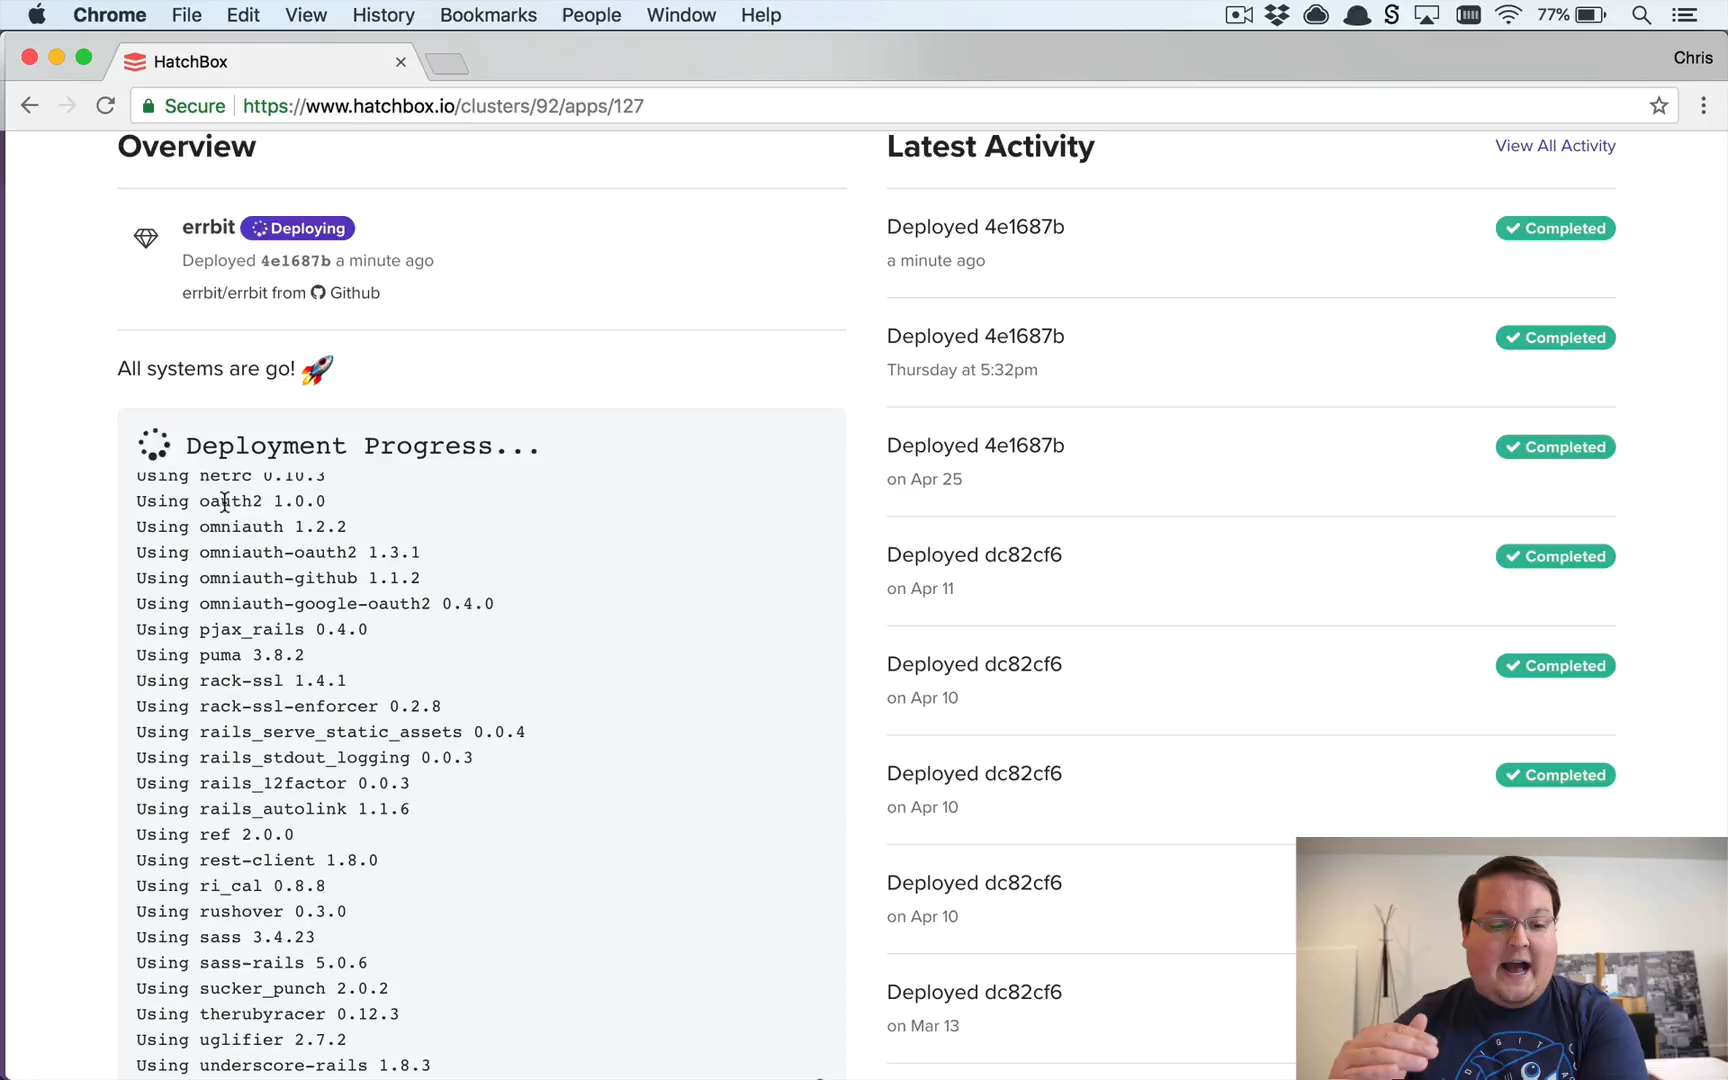 Chrome File Edit View History Bookmarks People Window Help 77%
HatchBox
Chris
Secure https://www.hatchbox.io/clusters/92/apps/127
Overview
errbit Deploying
Deployed 4e1687b a minute ago
errbit/errbit from Github
All systems are go!
Deployment Progress...
Using netrc 0.10.3
Using oauth2 1.0.0
Using omniauth 1.2.2
Using omniauth-oauth2 1.3.1
Using omniauth-github 1.1.2
Using omniauth-google-oauth2 0.4.0
Using pjax_rails 0.4.0
Using puma 3.8.2
Using rack-ssl 1.4.1
Using rack-ssl-enforcer 0.2.8
Using rails_serve_static_assets 0.0.4
Using rails_stdout_logging 0.0.3
Using rails_12factor 0.0.3
Using rails_autolink 1.1.6
Using ref 2.0.0
Using rest-client 1.8.0
Using ri_cal 0.8.8
Using rushover 0.3.0
Using sass 3.4.23
Using sass-rails 5.0.6
Using sucker_punch 2.0.2
Using therubyracer 0.12.3
Using uglifier 2.7.2
Using underscore-rails 1.8.3
Latest Activity
View All Activity
Deployed 4e1687b
Completed
a minute ago
Deployed 4e1687b
Completed
Thursday at 5:32pm
Deployed 4e1687b
Completed
on Apr 25
Deployed dc82cf6
Completed
on Apr 11
Deployed dc82cf6
Completed
on Apr 10
Deployed dc82cf6
Completed
on Apr 10
Deployed dc82cf6
on Apr 10
Deployed dc82cf6
on Mar 13